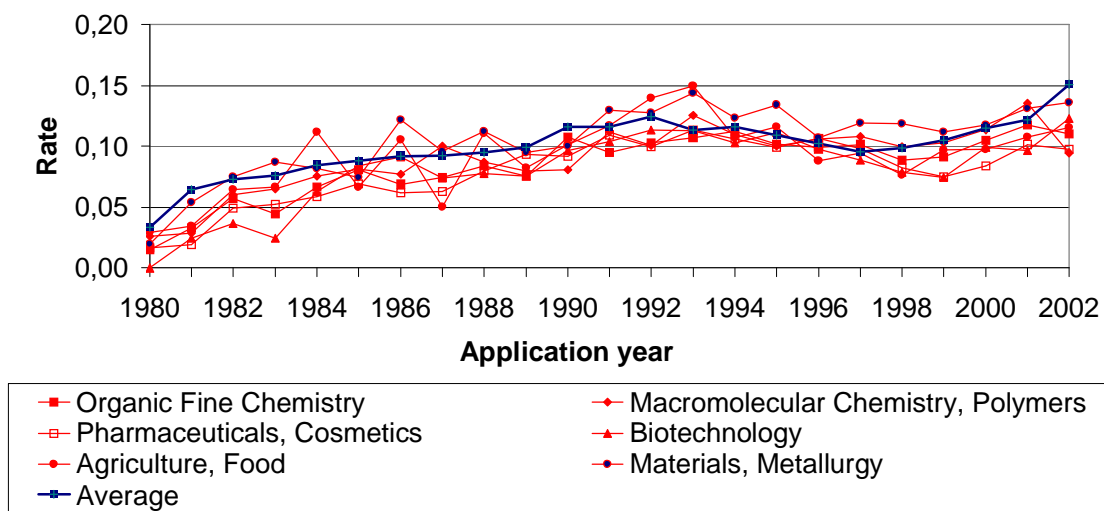 0,20
0,15
0,10
0,05
0,00
Rate
1980 1982 1984 1986 1988 1990 1992 1994 1996 1998 2000 2002
Application year
Organic Fine Chemistry
Macromolecular Chemistry, Polymers
Pharmaceuticals, Cosmetics
Biotechnology
Agriculture, Food
Materials, Metallurgy
Average